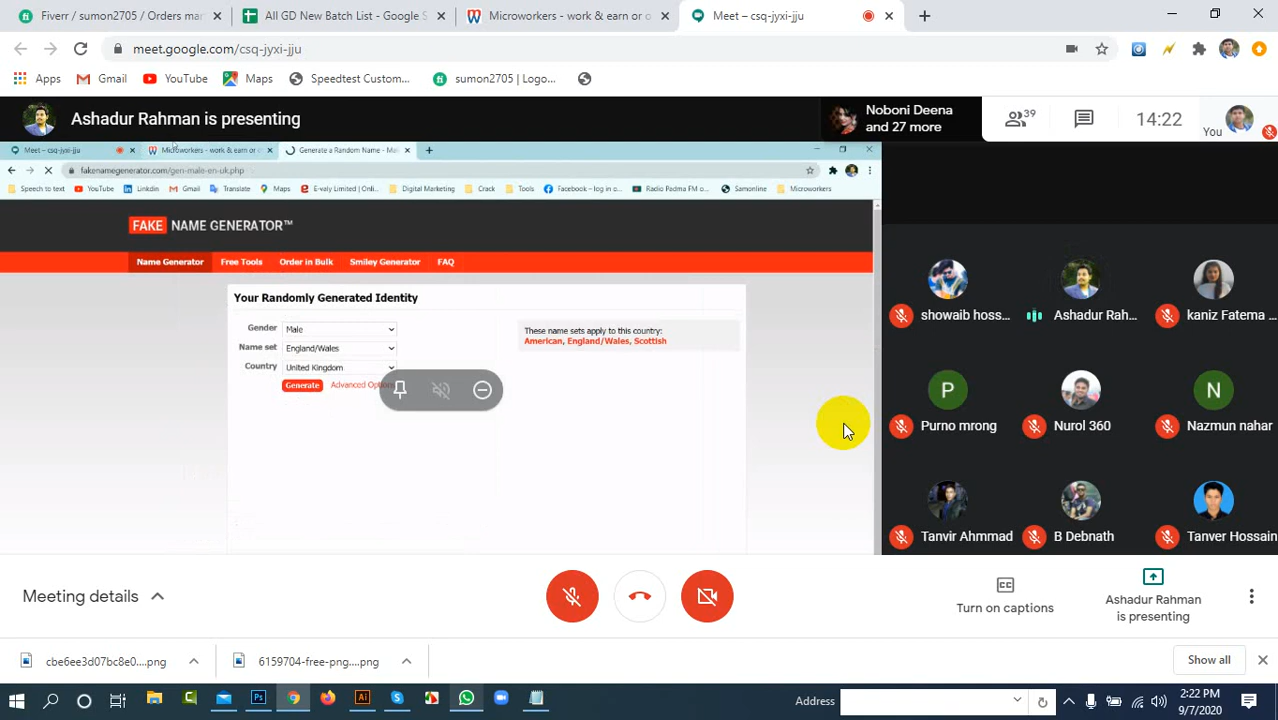 Fiverr / sumon2705 / Orders mar
All GD New Batch List - Google S
Microworkers - work & earn or o
Meet – csq-jyxi-jju
meet.google.com/csq-jyxi-jju
Apps
Gmail
YouTube
Maps
Speedtest Custom...
sumon2705 | Logo...
Ashadur Rahman is presenting
Noboni Deena
and 27 more
39
14:22
You
Meet – csq-jyxi-jju
Microworkers - work & earn or
Generate a Random Name - Mal
fakenamegenerator.com/gen-male-en-uk.php
Speech to text
YouTube
Linkdin
Gmail
Translate
Maps
E-valy Limited | Onl...
Digital Marketing
Crack
Tools
Facebook – log in o...
Radio Padma FM o...
Samonline
Microworkers
FAKE NAME GENERATOR™
Name Generator
Free Tools
Order in Bulk
Smiley Generator
FAQ
Your Randomly Generated Identity
Gender
Male
Name set
England/Wales
Country
United Kingdom
Generate
Advanced Optio
These name sets apply to this country:
American, England/Wales, Scottish
showaib hoss...
Ashadur Rah...
kaniz Fatema ...
P
N
Purno mrong
Nurol 360
Nazmun nahar
Tanvir Ahmmad
B Debnath
Tanver Hossain
Meeting details
CC
Turn on captions
Ashadur Rahman
is presenting
cbe6ee3d07bc8e0....png
6159704-free-png....png
Show all
Ps
Ai
Address
2:22 PM
9/7/2020